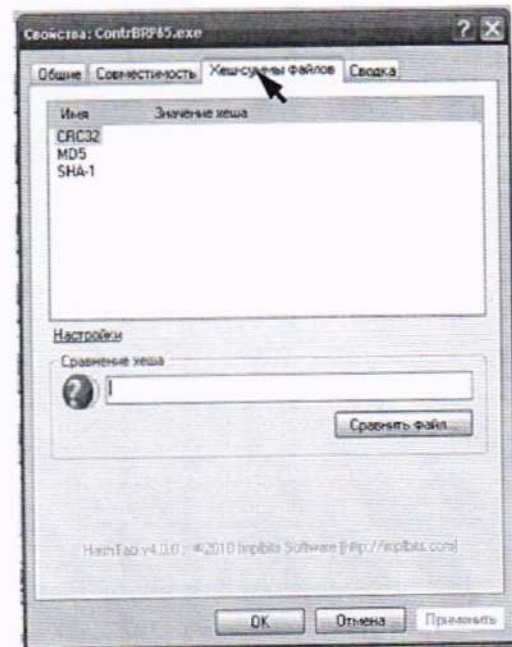 Свойства: ContrBRP65.exe
Общие Совместимость Хеш-суммы файлов Сводка
Имя Значение хеша
CRC32
MD5
SHA-1
Настройки
Сравнение хеша
Сравнить файл...
HashTab v4.0.0 : ©2010 Implbits Software [http://implbits.com]
OK Отмена Применить